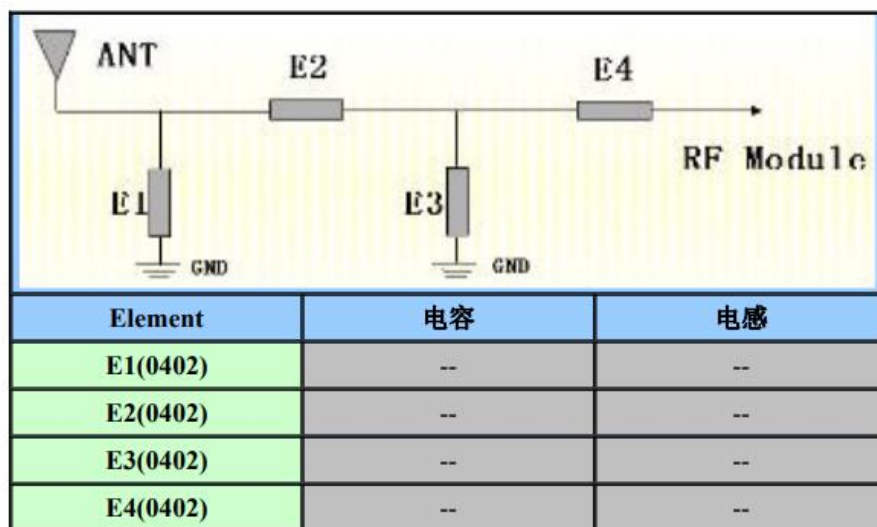 ANT
E2
E4
RF Module
E1
E3
GND
GND
Element 电容 电感
E1(0402) -- --
E2(0402) -- --
E3(0402) -- --
E4(0402) -- --